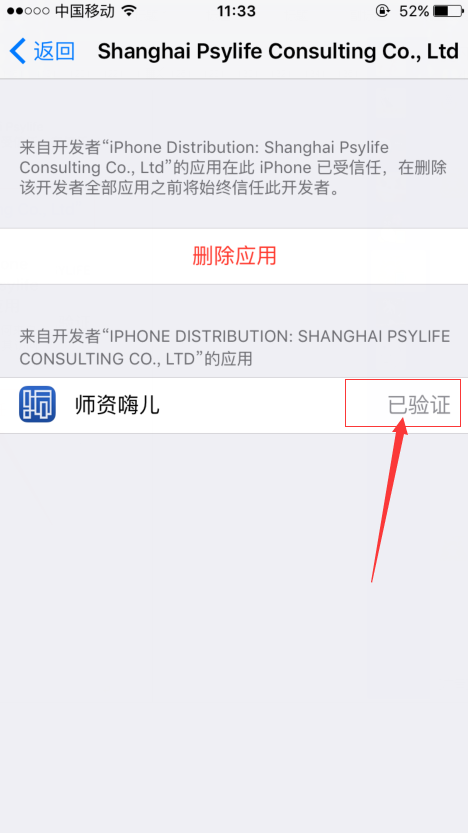 中国移动 11:33 52%
返回 Shanghai Psylife Consulting Co., Ltd
来自开发者“iPhone Distribution: Shanghai Psylife
Consulting Co., Ltd”的应用在此 iPhone 已受信任，在删除
该开发者全部应用之前将始终信任此开发者。
删除应用
来自开发者“IPHONE DISTRIBUTION: SHANGHAI PSYLIFE
CONSULTING CO., LTD”的应用
师资嗨儿 已验证